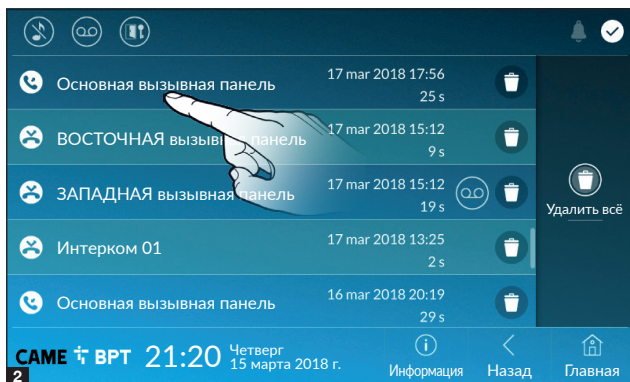 Основная вызывная панель 17 mar 2018 17:56
25 s
ВОСТОЧНАЯ вызывная панель 17 mar 2018 15:12
9 s
ЗАПАДНАЯ вызывная панель 17 mar 2018 15:12
19 s
Удалить всё
Интерком 01 17 mar 2018 13:25
2 s
Основная вызывная панель 16 mar 2018 20:19
29 s
CAME BPT 21:20 Четверг
15 марта 2018 г.
Информация Назад Главная
2